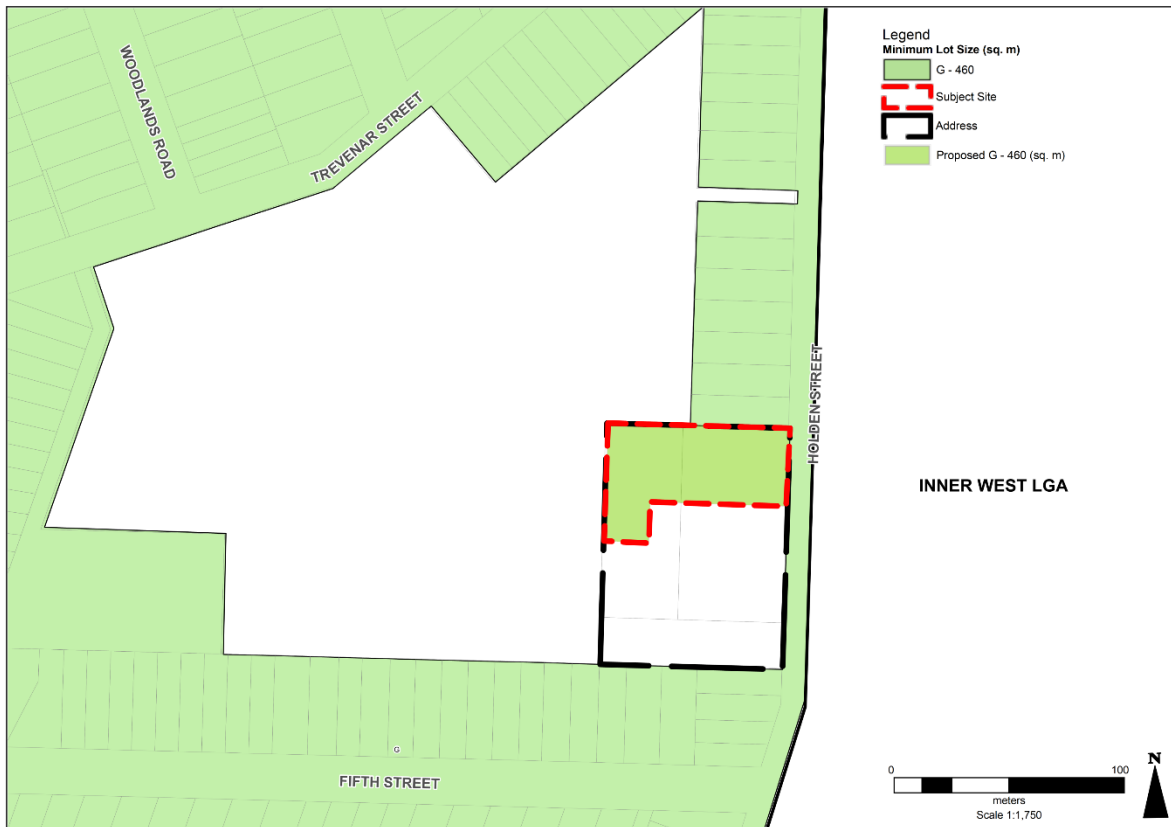 Legend
Minimum Lot Size (sq. m)
G - 460
Subject Site
Address
Proposed G - 460 (sq. m)
WOODLANDS ROAD
TREVENAR STREET
HOLDEN STREET
INNER WEST LGA
G
FIFTH STREET
N
0 100
meters
Scale 1:1,750